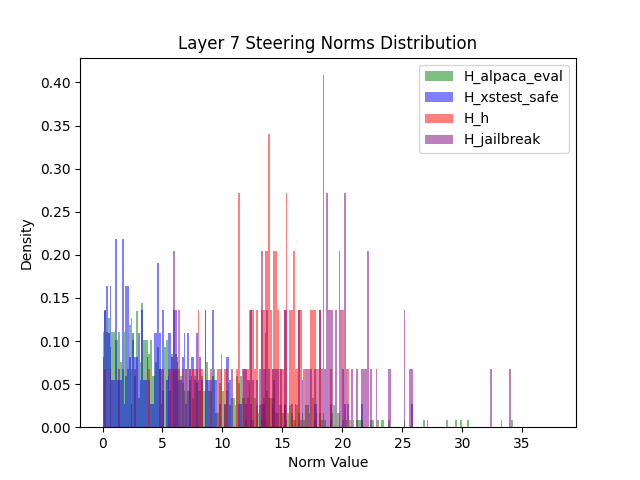 Layer 7 Steering Norms Distribution
H_alpaca_eval
H_xstest_safe
H_h
H_jailbreak
0.40
0.35
0.30
0.25
0.20
0.15
0.10
0.05
0.00
Density
0 5 10 15 20 25 30 35
Norm Value